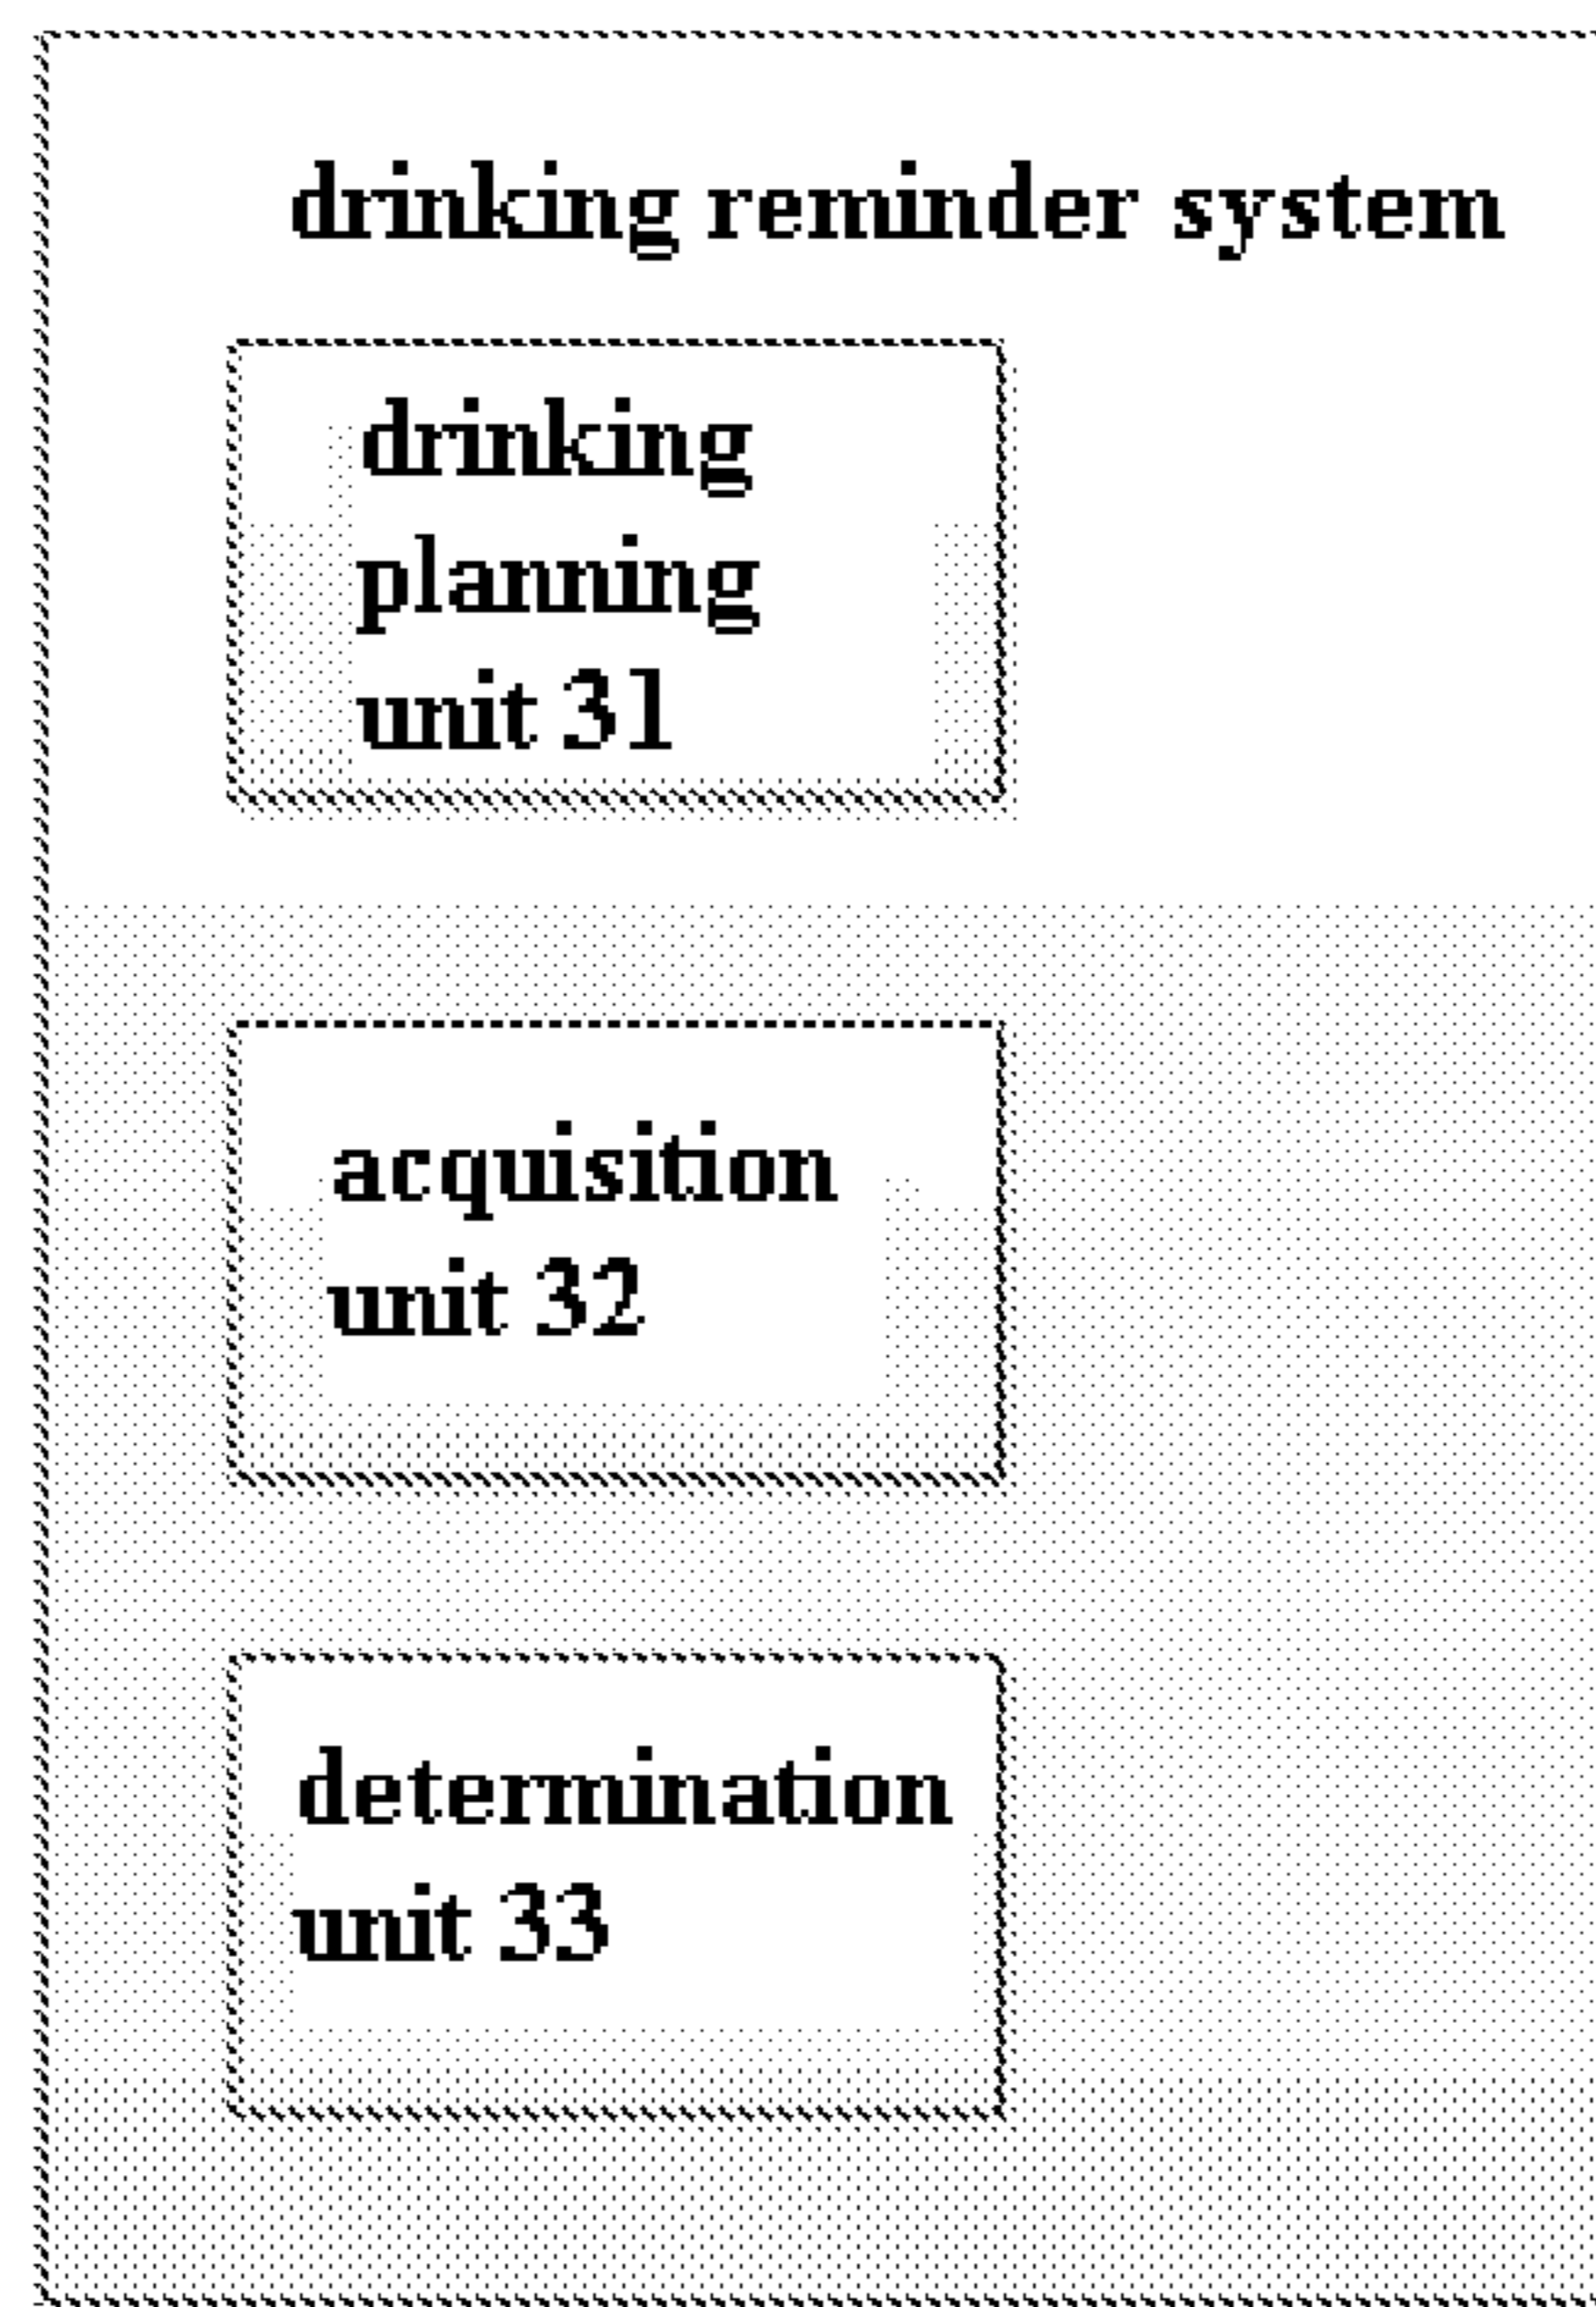 drinking reminder system
drinking
planning
unit 31
acquisition
unit 32
determination
unit 33